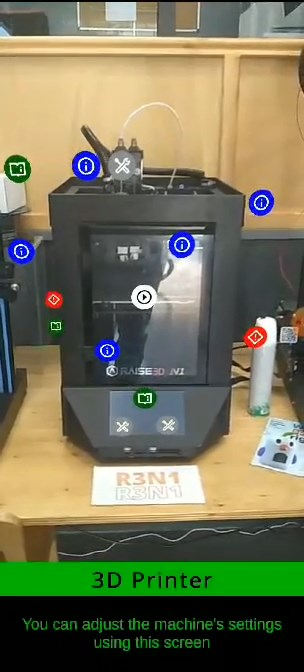 RAISE3D N1
R3N1
R3N1
3D Printer
You can adjust the machine's settings
using this screen